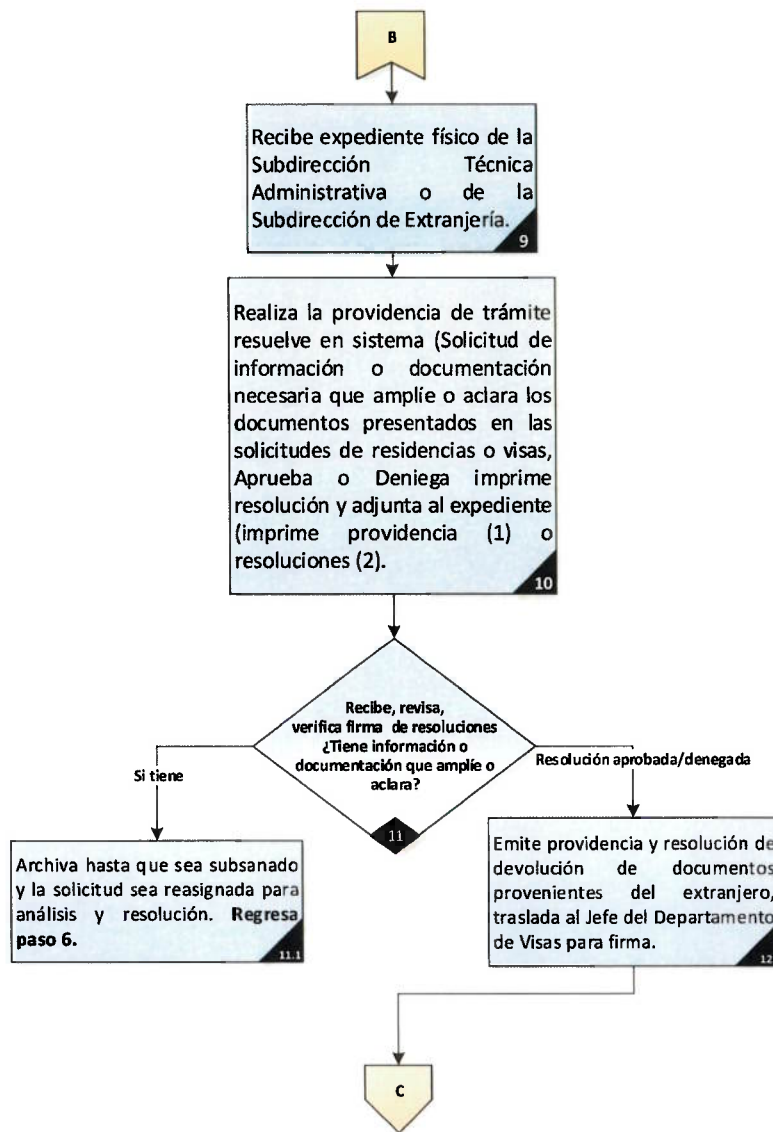 B
Recibe expediente físico de la
Subdirección Técnica
Administrativa o de la
Subdirección de Extranjería.
9
Realiza la providencia de trámite
resuelve en sistema (Solicitud de
información o documentación
necesaria que amplíe o aclara los
documentos presentados en las
solicitudes de residencias o visas,
Aprueba o Deniega imprime
resolución y adjunta al expediente
(imprime providencia (1) o
resoluciones (2).
10
Recibe, revisa,
verifica firma de resoluciones
¿Tiene información o
documentación que amplíe o
aclara?
11
Si tiene
Resolución aprobada/denegada
Archiva hasta que sea subsanado
y la solicitud sea reasignada para
análisis y resolución. Regresa
paso 6.
11.1
Emite providencia y resolución de
devolución de documentos
provenientes del extranjero,
traslada al Jefe del Departamento
de Visas para firma.
12
C